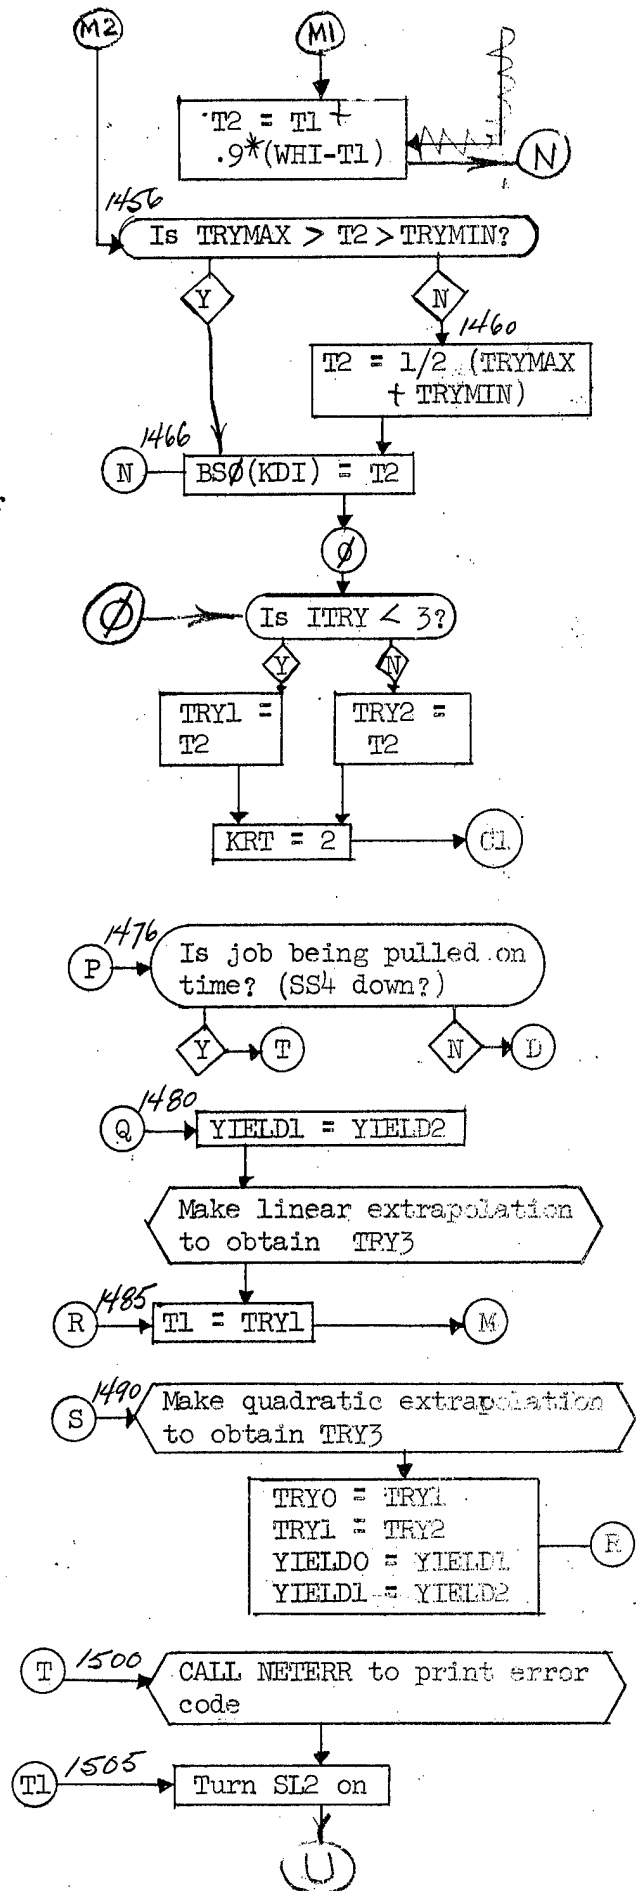 M2
M1
T2 = T1 +
.9*(WHI-T1)
N
1456
Is TRYMAX > T2 > TRYMIN?
Y
N
1460
T2 = 1/2 (TRYMAX
+ TRYMIN)
1466
N
BSØ(KDI) = T2
Ø
Ø
Is ITRY < 3?
Y
N
TRY1 =
T2
TRY2 =
T2
KRT = 2
C1
1476
P
Is job being pulled on
time? (SS4 down?)
Y
T
N
D
1480
Q
YIELD1 = YIELD2
Make linear extrapolation
to obtain TRY3
1485
R
T1 = TRY1
M
1490
S
Make quadratic extrapolation
to obtain TRY3
TRY0 = TRY1
TRY1 = TRY2
YIELD0 = YIELD1
YIELD1 = YIELD2
R
T
1500
CALL NETERR to print error
code
T1
1505
Turn SL2 on
U